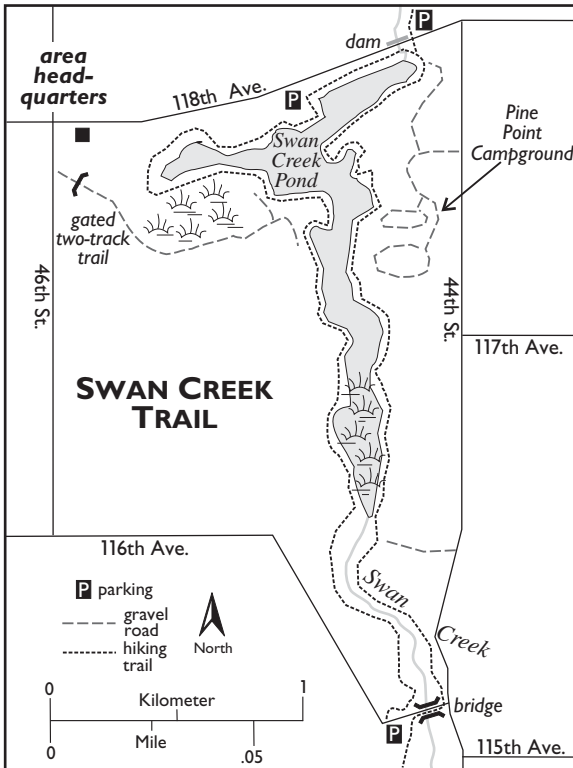 P
dam
area
head-
quarters
118th Ave.
P
Swan
Creek
Pond
Pine
Point
Campground
gated
two-track
trail
46th St.
44th St.
117th Ave.
SWAN CREEK
TRAIL
116th Ave.
P parking
gravel
road
hiking
trail
North
Swan
Creek
0
1
Kilometer
Mile
0
.05
P
bridge
115th Ave.